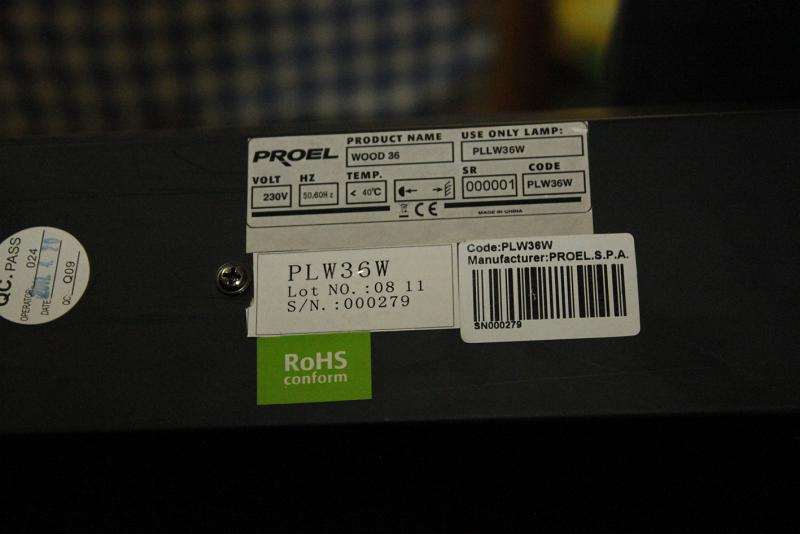 PROEL
PRODUCT NAME
WOOD 36
USE ONLY LAMP:
PLLW36W
VOLT
230V
HZ
50,60Hz
TEMP.
< 40℃
SR
000001
CODE
PLW36W
CE
MADE IN CHINA
QC. PASS
OPERATOR 024
DATE
QC. Q09
PLW36W
Lot NO.:08 11
S/N.:000279
Code:PLW36W
Manufacturer:PROEL.S.P.A.
SN000279
RoHS
conform